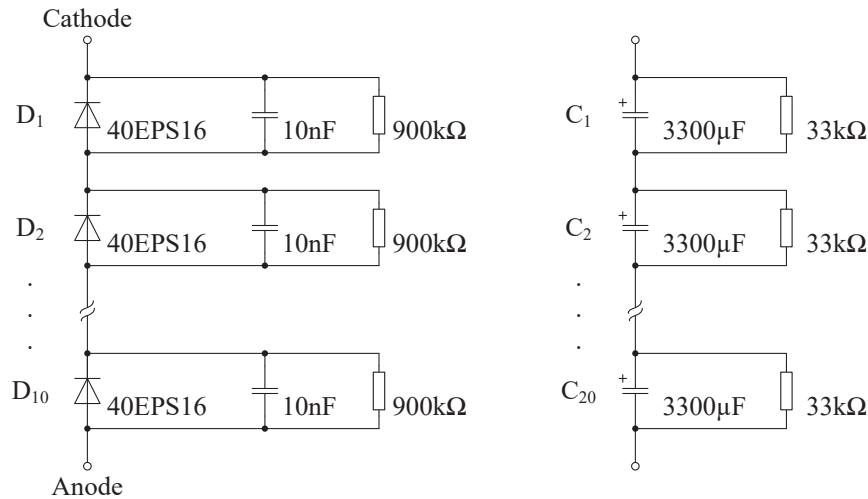 Cathode
D1 40EPS16 10nF 900kΩ
D2 40EPS16 10nF 900kΩ
. . .
D10 40EPS16 10nF 900kΩ
Anode
+ C1 3300µF 33kΩ
+ C2 3300µF 33kΩ
. . .
+ C20 3300µF 33kΩ